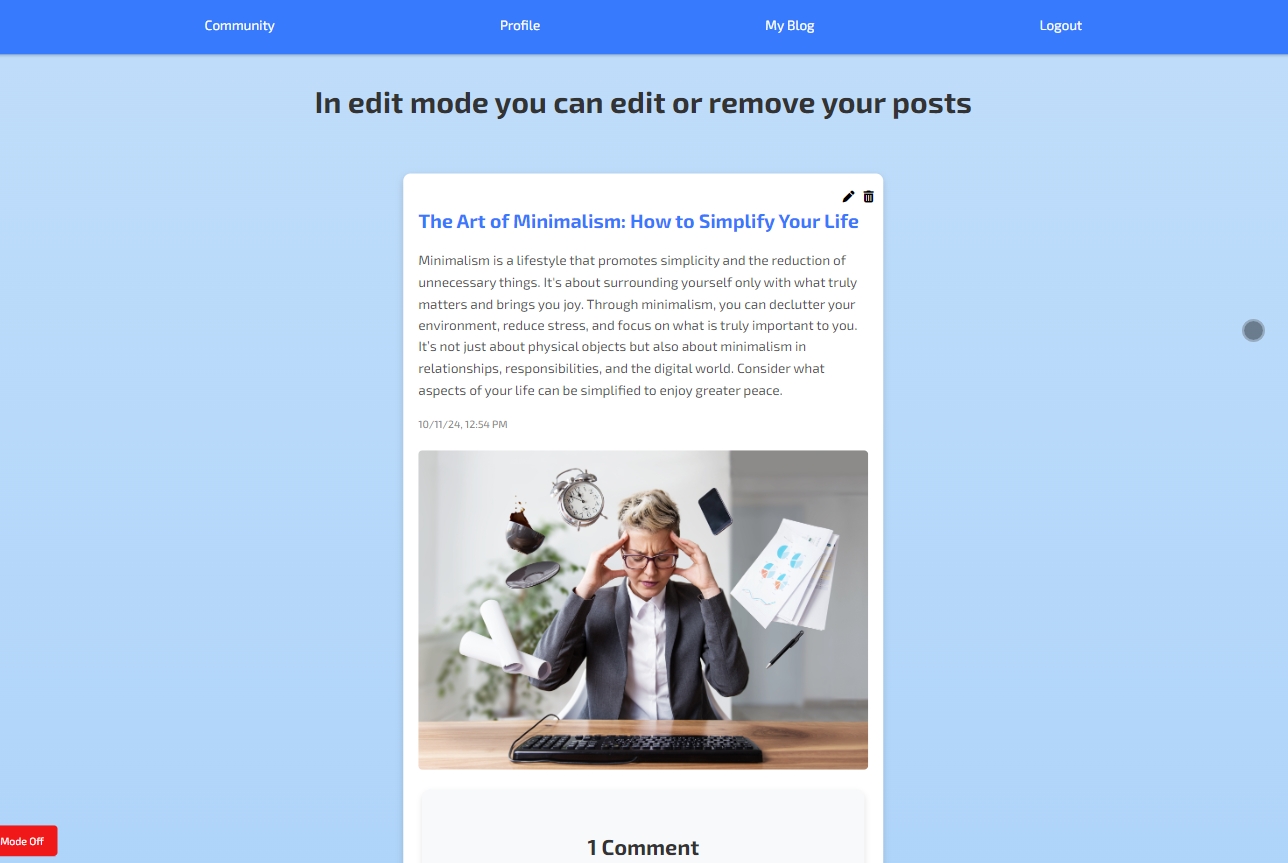 Community Profile My Blog Logout
In edit mode you can edit or remove your posts
The Art of Minimalism: How to Simplify Your Life
Minimalism is a lifestyle that promotes simplicity and the reduction of
unnecessary things. It's about surrounding yourself only with what truly
matters and brings you joy. Through minimalism, you can declutter your
environment, reduce stress, and focus on what is truly important to you.
It's not just about physical objects but also about minimalism in
relationships, responsibilities, and the digital world. Consider what
aspects of your life can be simplified to enjoy greater peace.
10/11/24, 12:54 PM
1 Comment
Mode Off